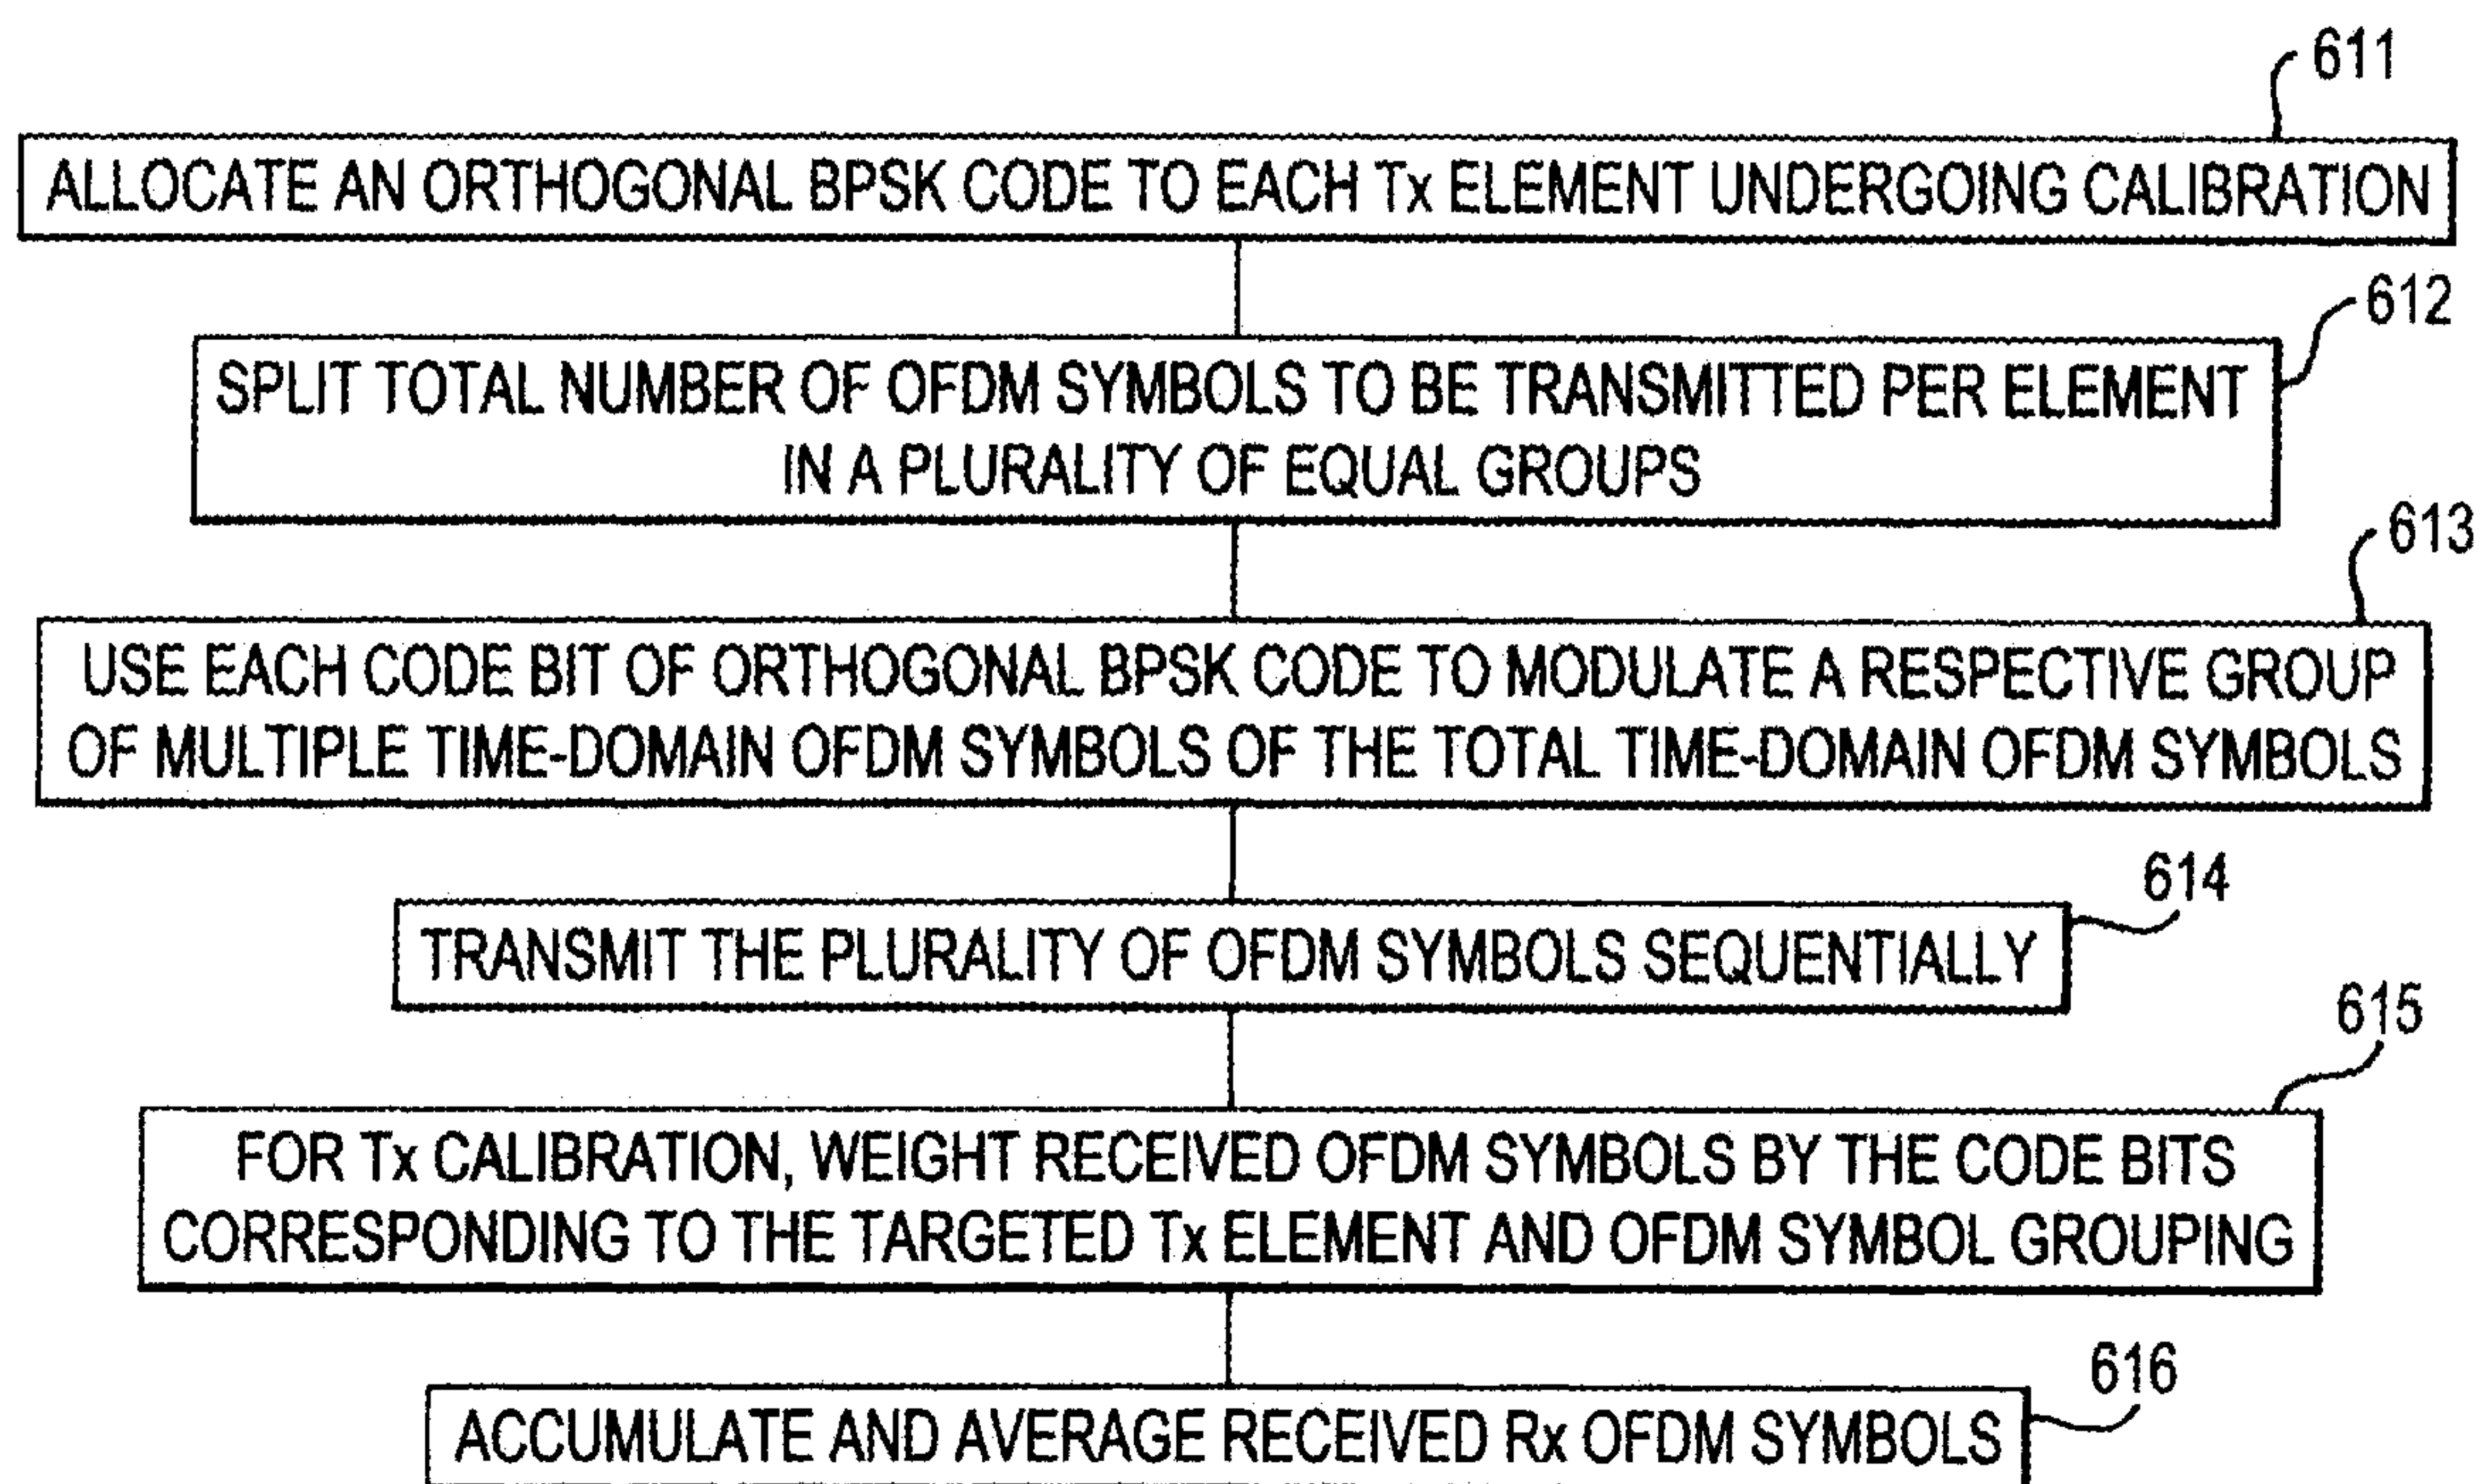 611
ALLOCATE AN ORTHOGONAL BPSK CODE TO EACH Tx ELEMENT UNDERGOING CALIBRATION
612
SPLIT TOTAL NUMBER OF OFDM SYMBOLS TO BE TRANSMITTED PER ELEMENT
IN A PLURALITY OF EQUAL GROUPS
613
USE EACH CODE BIT OF ORTHOGONAL BPSK CODE TO MODULATE A RESPECTIVE GROUP
OF MULTIPLE TIME-DOMAIN OFDM SYMBOLS OF THE TOTAL TIME-DOMAIN OFDM SYMBOLS
614
TRANSMIT THE PLURALITY OF OFDM SYMBOLS SEQUENTIALLY
615
FOR Tx CALIBRATION, WEIGHT RECEIVED OFDM SYMBOLS BY THE CODE BITS
CORRESPONDING TO THE TARGETED Tx ELEMENT AND OFDM SYMBOL GROUPING
616
ACCUMULATE AND AVERAGE RECEIVED Rx OFDM SYMBOLS